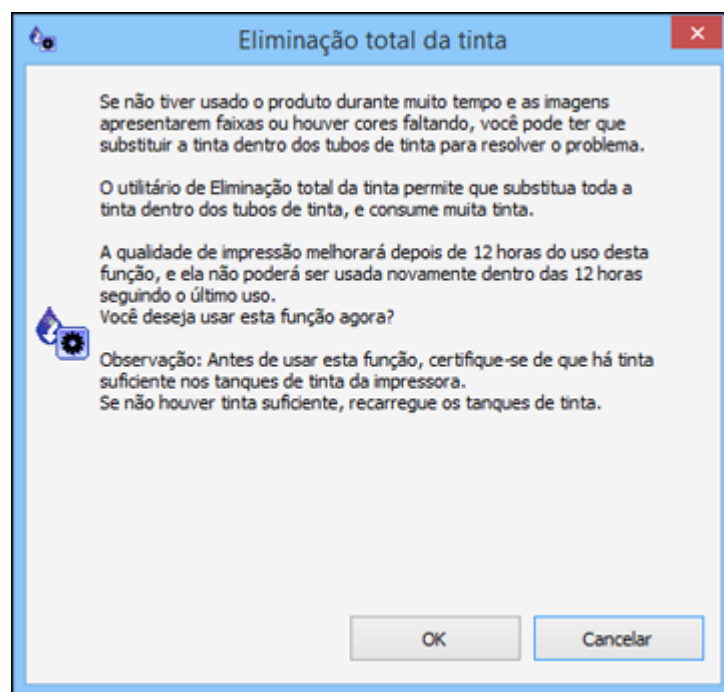 Eliminação total da tinta
Se não tiver usado o produto durante muito tempo e as imagens
apresentarem faixas ou houver cores faltando, você pode ter que
substituir a tinta dentro dos tubos de tinta para resolver o problema.
O utilitário de Eliminação total da tinta permite que substitua toda a
tinta dentro dos tubos de tinta, e consume muita tinta.
A qualidade de impressão melhorará depois de 12 horas do uso desta
função, e ela não poderá ser usada novamente dentro das 12 horas
seguindo o último uso.
Você deseja usar esta função agora?
Observação: Antes de usar esta função, certifique-se de que há tinta
suficiente nos tanques de tinta da impressora.
Se não houver tinta suficiente, recarregue os tanques de tinta.
OK
Cancelar